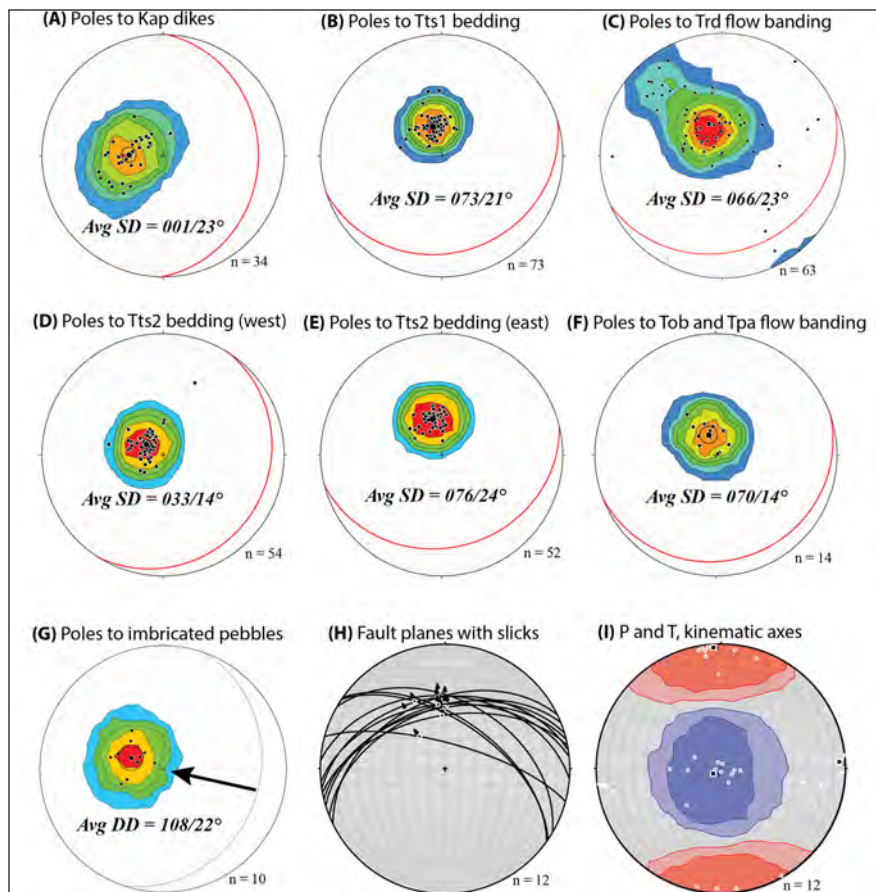 (A) Poles to Kap dikes
(B) Poles to Tts1 bedding
(C) Poles to Trd flow banding
Avg SD = 001/23°
n = 34
Avg SD = 073/21°
n = 73
Avg SD = 066/23°
n = 63
(D) Poles to Tts2 bedding (west)
(E) Poles to Tts2 bedding (east)
(F) Poles to Tob and Tpa flow banding
Avg SD = 033/14°
n = 54
Avg SD = 076/24°
n = 52
Avg SD = 070/14°
n = 14
(G) Poles to imbricated pebbles
(H) Fault planes with slicks
(I) P and T, kinematic axes
Avg DD = 108/22°
n = 10
n = 12
n = 12